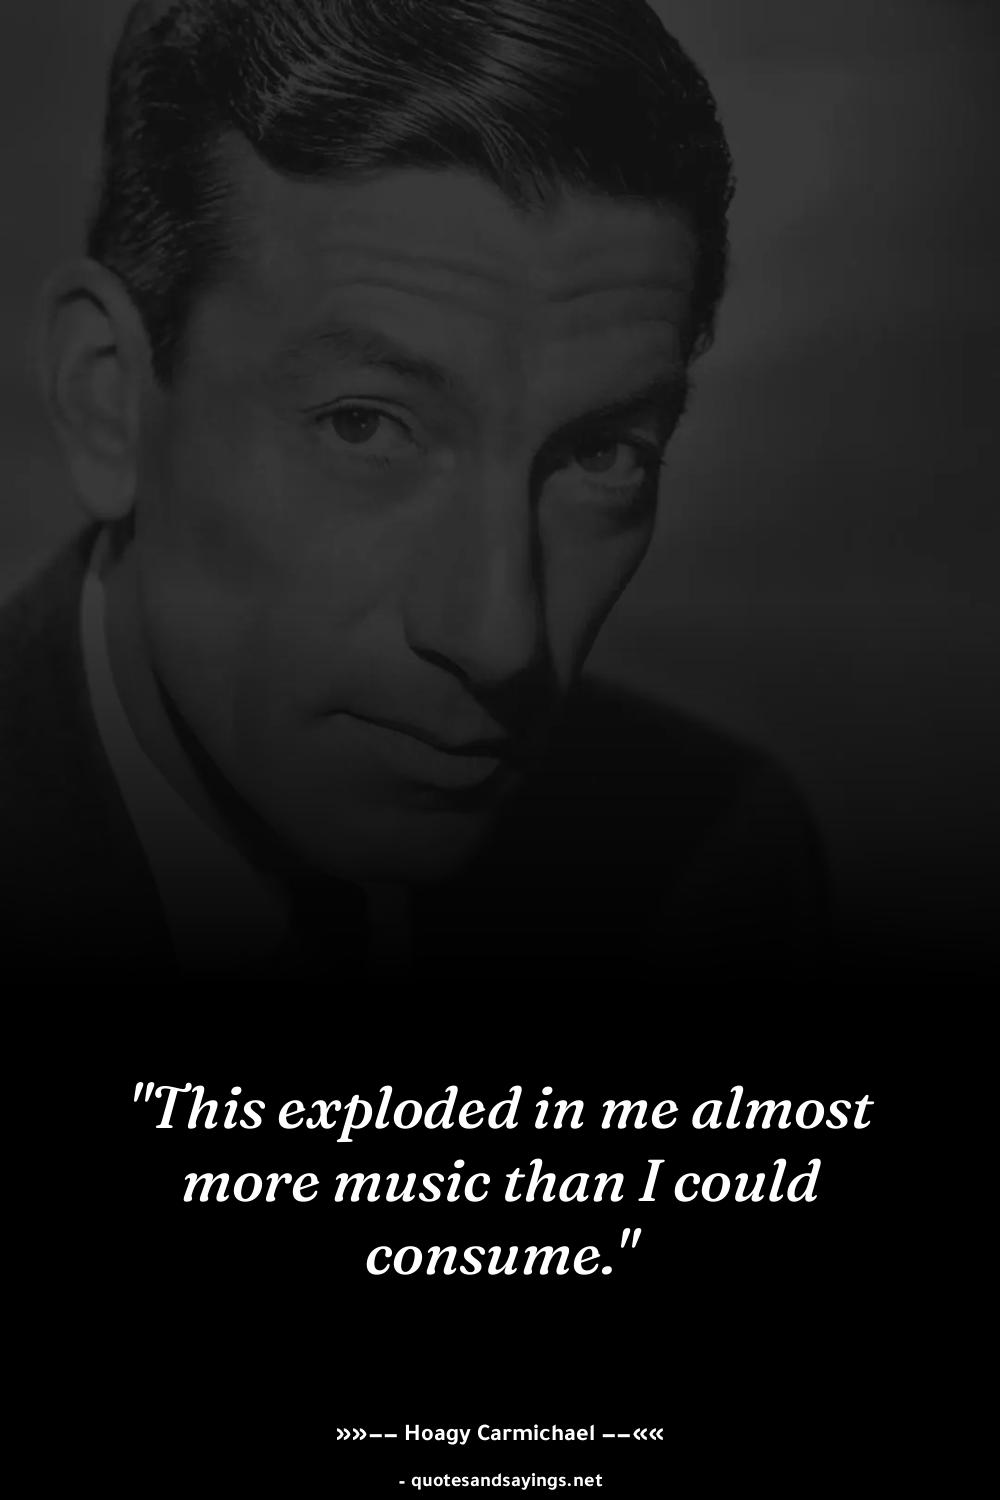 "This exploded in me almost
more music than I could
consume."
»»–– Hoagy Carmichael ––««
- quotesandsayings.net